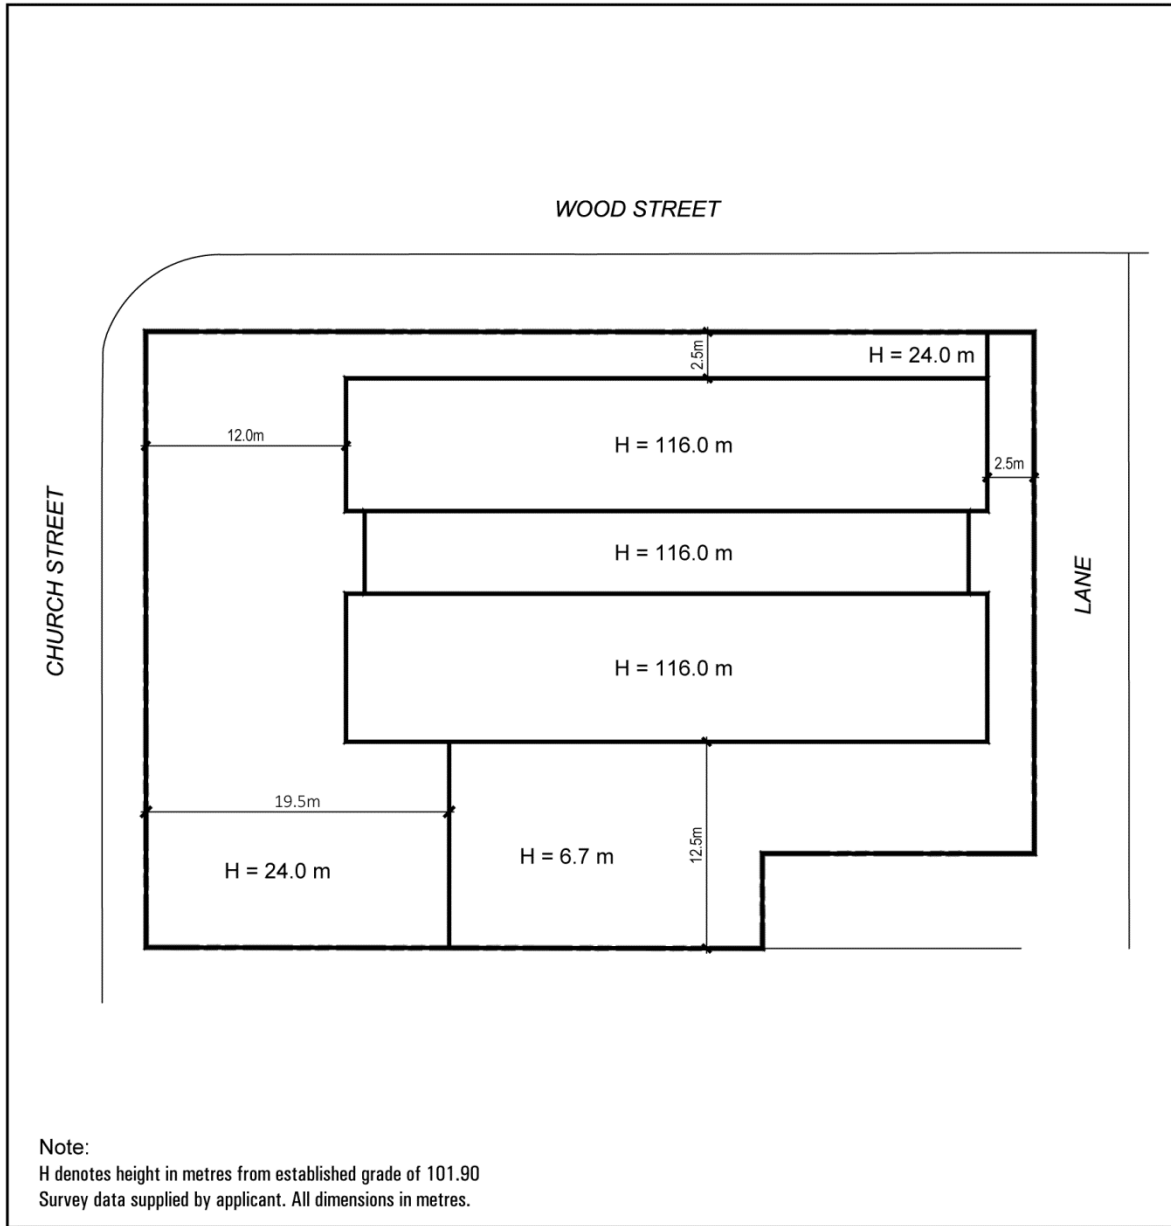 WOOD STREET
2.5m
H = 24.0 m
12.0m
H = 116.0 m
2.5m
CHURCH STREET
H = 116.0 m
LANE
H = 116.0 m
19.5m
12.5m
H = 6.7 m
H = 24.0 m
Note:
H denotes height in metres from established grade of 101.90
Survey data supplied by applicant. All dimensions in metres.